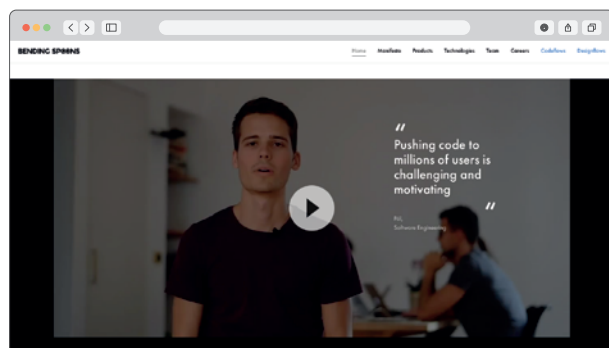 BENDING SPOONS
Home Manifesto Products Technologies Team Careers Codeflows Designflows
“
Pushing code to
millions of users is
challenging and
motivating
”
Software Engineering